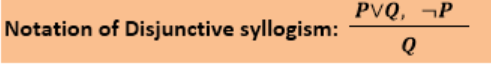 Notation of Disjunctive syllogism: P∨Q, ¬P
Q